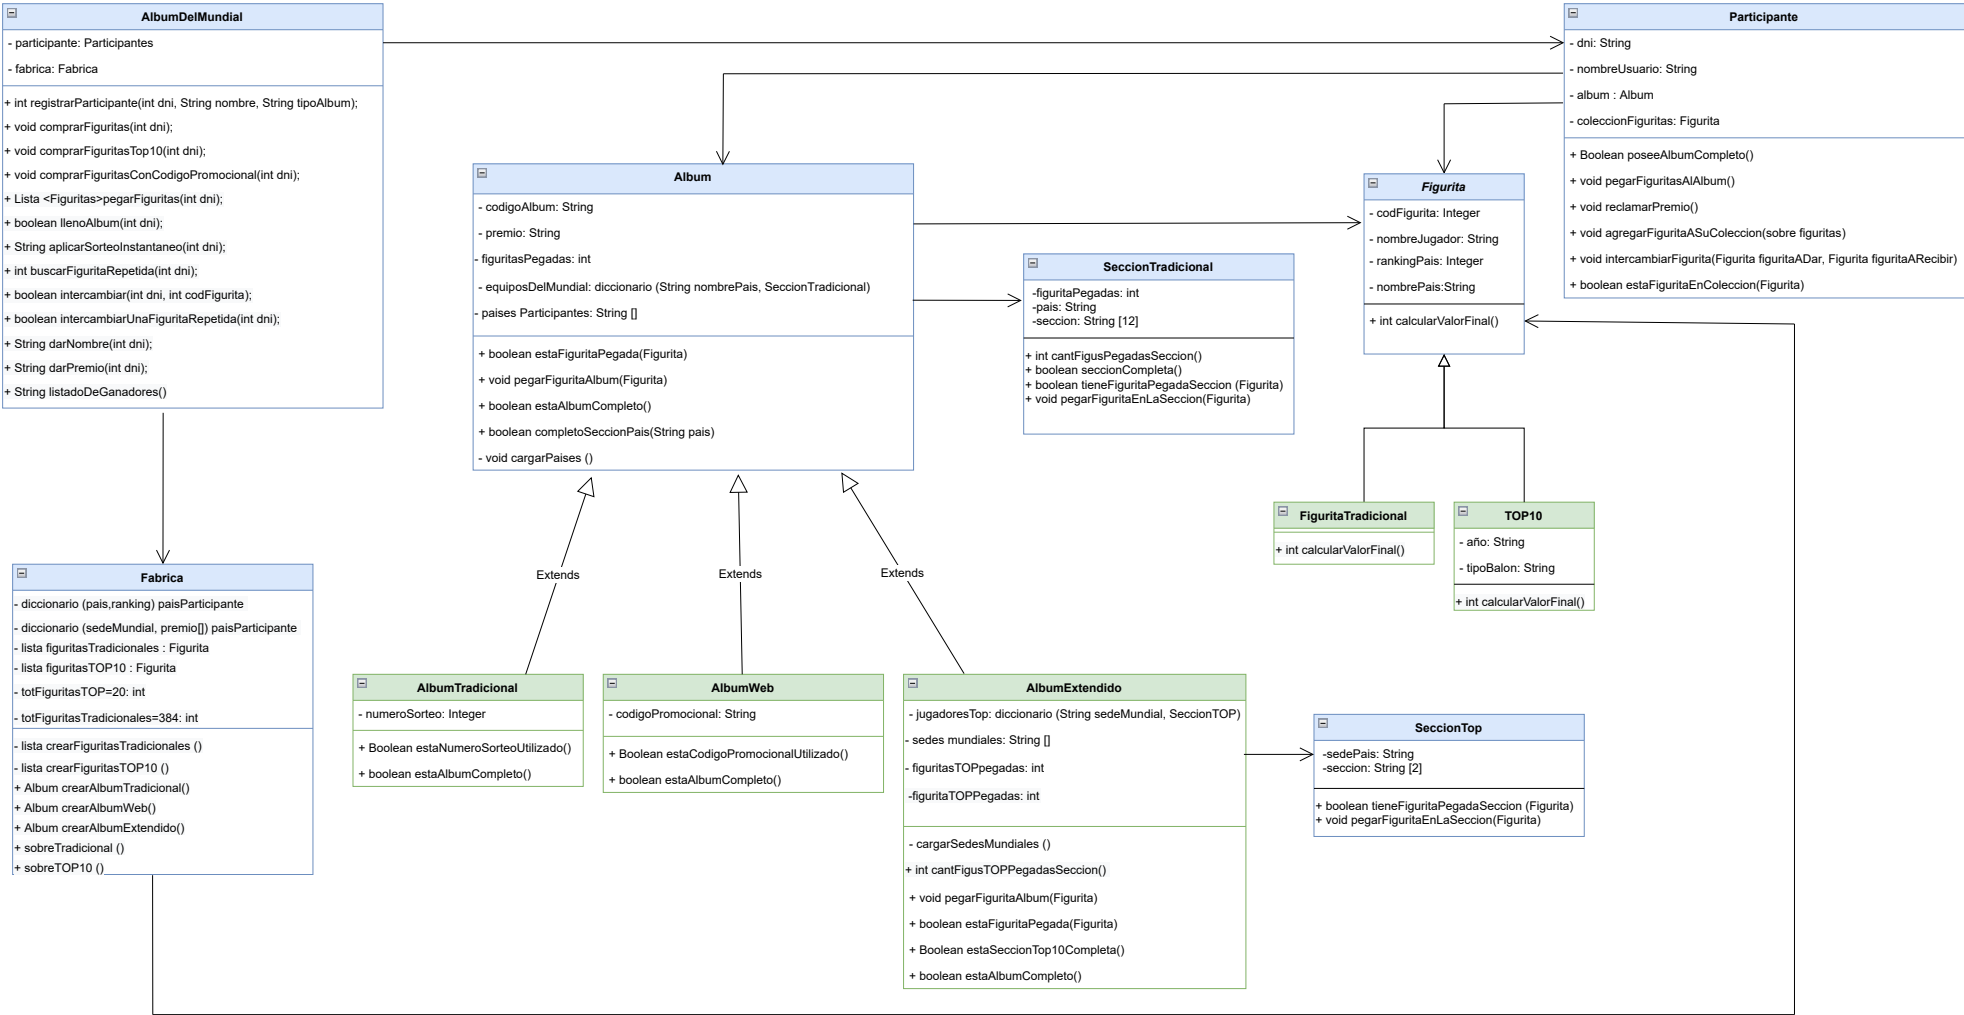 AlbumDelMundial
- participante: Participantes
- fabrica: Fabrica
+ int registrarParticipante(int dni, String nombre, String tipoAlbum);
+ void comprarFiguritas(int dni);
+ void comprarFiguritasTop10(int dni);
+ void comprarFiguritasConCodigoPromocional(int dni);
+ Lista <Figuritas>pegarFiguritas(int dni);
+ boolean llenoAlbum(int dni);
+ String aplicarSorteoInstantaneo(int dni);
+ int buscarFiguritaRepetida(int dni);
+ boolean intercambiar(int dni, int codFigurita);
+ boolean intercambiarUnaFiguritaRepetida(int dni);
+ String darNombre(int dni);
+ String darPremio(int dni);
+ String listadoDeGanadores()
Participante
- dni: String
- nombreUsuario: String
- album : Album
- coleccionFiguritas: Figurita
+ Boolean poseeAlbumCompleto()
+ void pegarFiguritasAlAlbum()
+ void reclamarPremio()
+ void agregarFiguritaASuColeccion(sobre figuritas)
+ void intercambiarFigurita(Figurita figuritaADar, Figurita figuritaARecibir)
+ boolean estaFiguritaEnColeccion(Figurita)
Album
- codigoAlbum: String
- premio: String
- figuritasPegadas: int
- equiposDelMundial: diccionario (String nombrePais, SeccionTradicional)
- paises Participantes: String []
+ boolean estaFiguritaPegada(Figurita)
+ void pegarFiguritaAlbum(Figurita)
+ boolean estaAlbumCompleto()
+ boolean completoSeccionPais(String pais)
- void cargarPaises ()
SeccionTradicional
-figuritaPegadas: int
-pais: String
-seccion: String [12]
+ int cantFigusPegadasSeccion()
+ boolean seccionCompleta()
+ boolean tieneFiguritaPegadaSeccion (Figurita)
+ void pegarFiguritaEnLaSeccion(Figurita)
Figurita
- codFigurita: Integer
- nombreJugador: String
- rankingPais: Integer
- nombrePais:String
+ int calcularValorFinal()
FiguritaTradicional
+ int calcularValorFinal()
TOP10
- año: String
- tipoBalon: String
+ int calcularValorFinal()
Extends
Extends
Extends
Fabrica
- diccionario (pais,ranking) paisParticipante
- diccionario (sedeMundial, premio[]) paisParticipante
- lista figuritasTradicionales : Figurita
- lista figuritasTOP10 : Figurita
- totFiguritasTOP=20: int
- totFiguritasTradicionales=384: int
- lista crearFiguritasTradicionales ()
- lista crearFiguritasTOP10 ()
+ Album crearAlbumTradicional()
+ Album crearAlbumWeb()
+ Album crearAlbumExtendido()
+ sobreTradicional ()
+ sobreTOP10 ()
AlbumTradicional
- numeroSorteo: Integer
+ Boolean estaNumeroSorteoUtilizado()
+ boolean estaAlbumCompleto()
AlbumWeb
- codigoPromocional: String
+ Boolean estaCodigoPromocionalUtilizado()
+ boolean estaAlbumCompleto()
AlbumExtendido
- jugadoresTop: diccionario (String sedeMundial, SeccionTOP)
- sedes mundiales: String []
- figuritasTOPpegadas: int
-figuritaTOPPegadas: int
- cargarSedesMundiales ()
+ int cantFigusTOPPegadasSeccion()
+ void pegarFiguritaAlbum(Figurita)
+ boolean estaFiguritaPegada(Figurita)
+ Boolean estaSeccionTop10Completa()
+ boolean estaAlbumCompleto()
SeccionTop
-sedePais: String
-seccion: String [2]
+ boolean tieneFiguritaPegadaSeccion (Figurita)
+ void pegarFiguritaEnLaSeccion(Figurita)